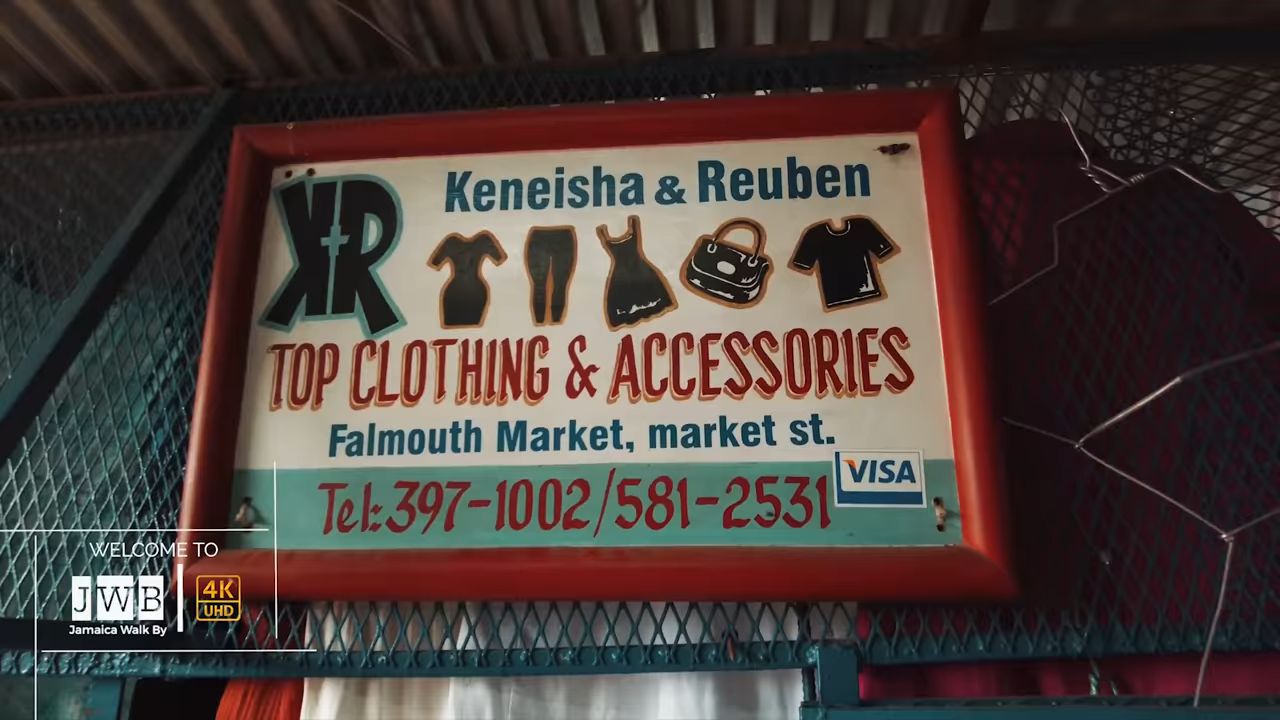 Keneisha & Reuben
K+R
TOP CLOTHING & ACCESSORIES
Falmouth Market, market st.
Tel:397-1002/581-2531
VISA
WELCOME TO
JWB
4K
UHD
Jamaica Walk By